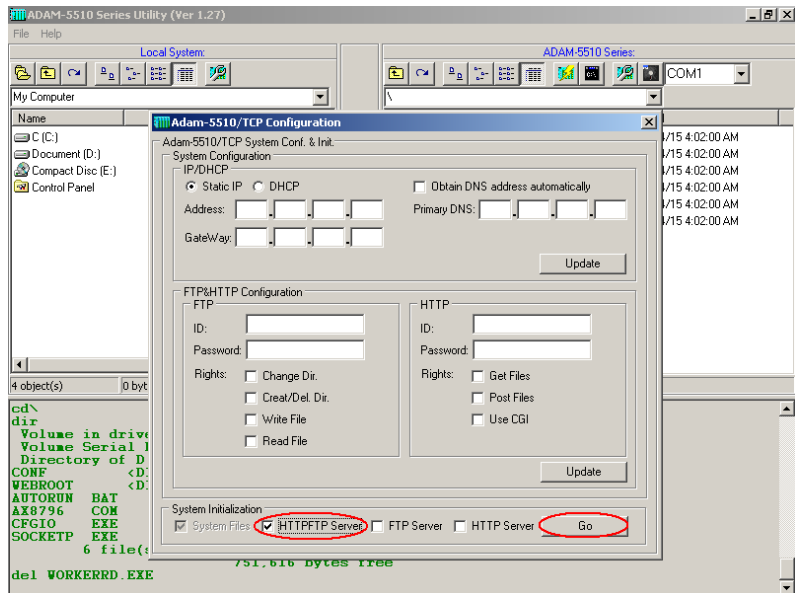 ADAM-5510 Series Utility (Ver 1.27)
File Help
Local System:
ADAM-5510 Series:
COM1
My Computer
\
Name
C (C:)
Document (D:)
Compact Disc (E:)
Control Panel
/15 4:02:00 AM
/15 4:02:00 AM
/15 4:02:00 AM
/15 4:02:00 AM
/15 4:02:00 AM
/15 4:02:00 AM
4 object(s)
0 byt
Adam-5510/TCP Configuration
Adam-5510/TCP System Conf. & Init.
System Configuration
IP/DHCP
Static IP DHCP
Obtain DNS address automatically
Address: . . .
Primary DNS: . . .
GateWay: . . .
Update
FTP&HTTP Configuration
FTP
ID:
Password:
Rights: Change Dir.
Creat/Del. Dir.
Write File
Read File
HTTP
ID:
Password:
Rights: Get Files
Post Files
Use CGI
Update
System Initialization
System Files HTTPFTP Server FTP Server HTTP Server Go
cd\
dir
Volume in drive
Volume Serial
Directory of D
CONF <D
WEBROOT <D
AUTORUN BAT
AX8796 COM
CFGIO EXE
SOCKETP EXE
6 file(s
751,616 bytes free
del WORKERRD.EXE